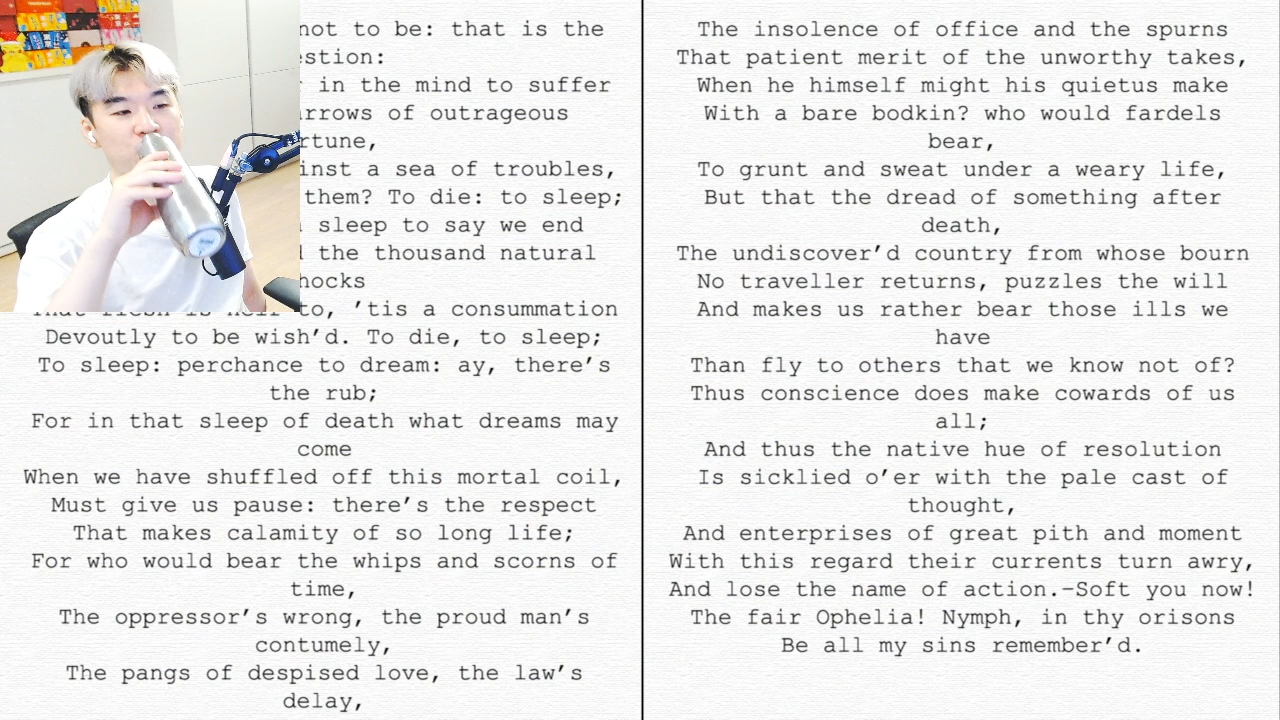 not to be: that is the
estion:
in the mind to suffer
rrows of outrageous
rtune,
inst a sea of troubles,
them? To die: to sleep;
sleep to say we end
the thousand natural
hocks
to, ’tis a consummation
Devoutly to be wish’d. To die, to sleep;
To sleep: perchance to dream: ay, there’s
the rub;
For in that sleep of death what dreams may
come
When we have shuffled off this mortal coil,
Must give us pause: there’s the respect
That makes calamity of so long life;
For who would bear the whips and scorns of
time,
The oppressor’s wrong, the proud man’s
contumely,
The pangs of despised love, the law’s
delay,
The insolence of office and the spurns
That patient merit of the unworthy takes,
When he himself might his quietus make
With a bare bodkin? who would fardels
bear,
To grunt and sweat under a weary life,
But that the dread of something after
death,
The undiscover’d country from whose bourn
No traveller returns, puzzles the will
And makes us rather bear those ills we
have
Than fly to others that we know not of?
Thus conscience does make cowards of us
all;
And thus the native hue of resolution
Is sicklied o’er with the pale cast of
thought,
And enterprises of great pith and moment
With this regard their currents turn awry,
And lose the name of action.–Soft you now!
The fair Ophelia! Nymph, in thy orisons
Be all my sins remember’d.